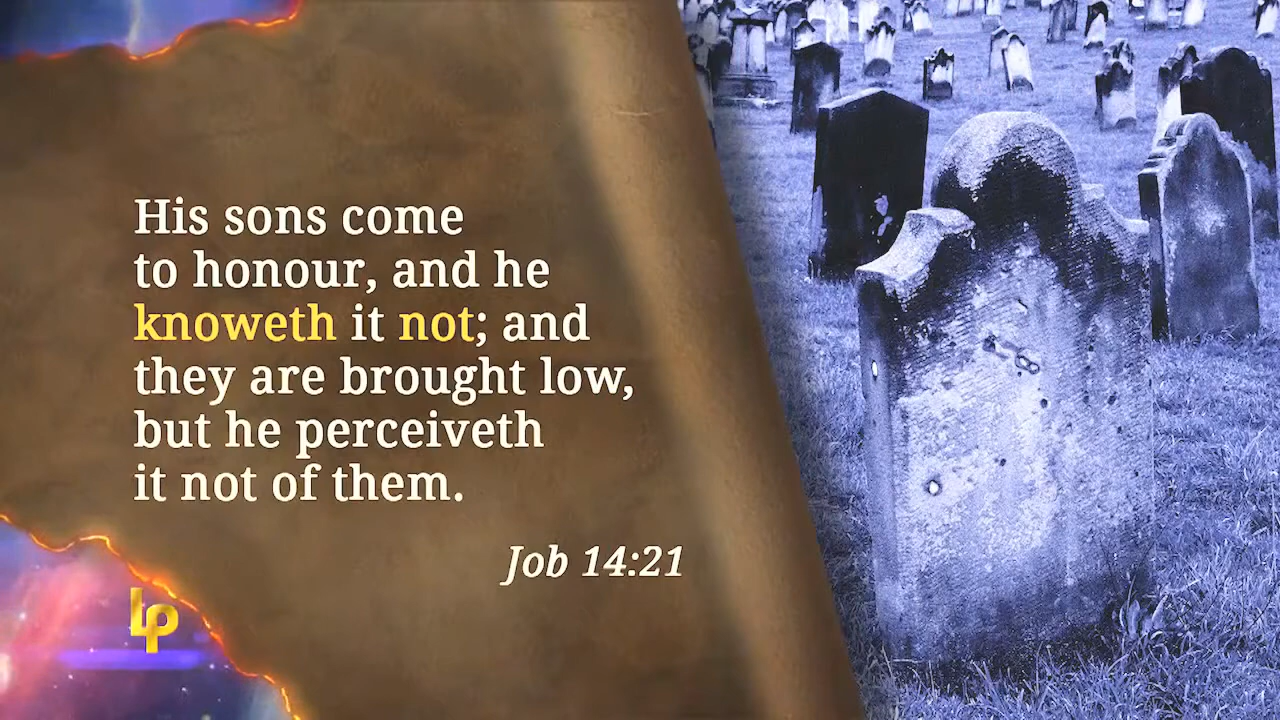 His sons come
to honour, and he
knoweth it not; and
they are brought low,
but he perceiveth
it not of them.
Job 14:21
LP